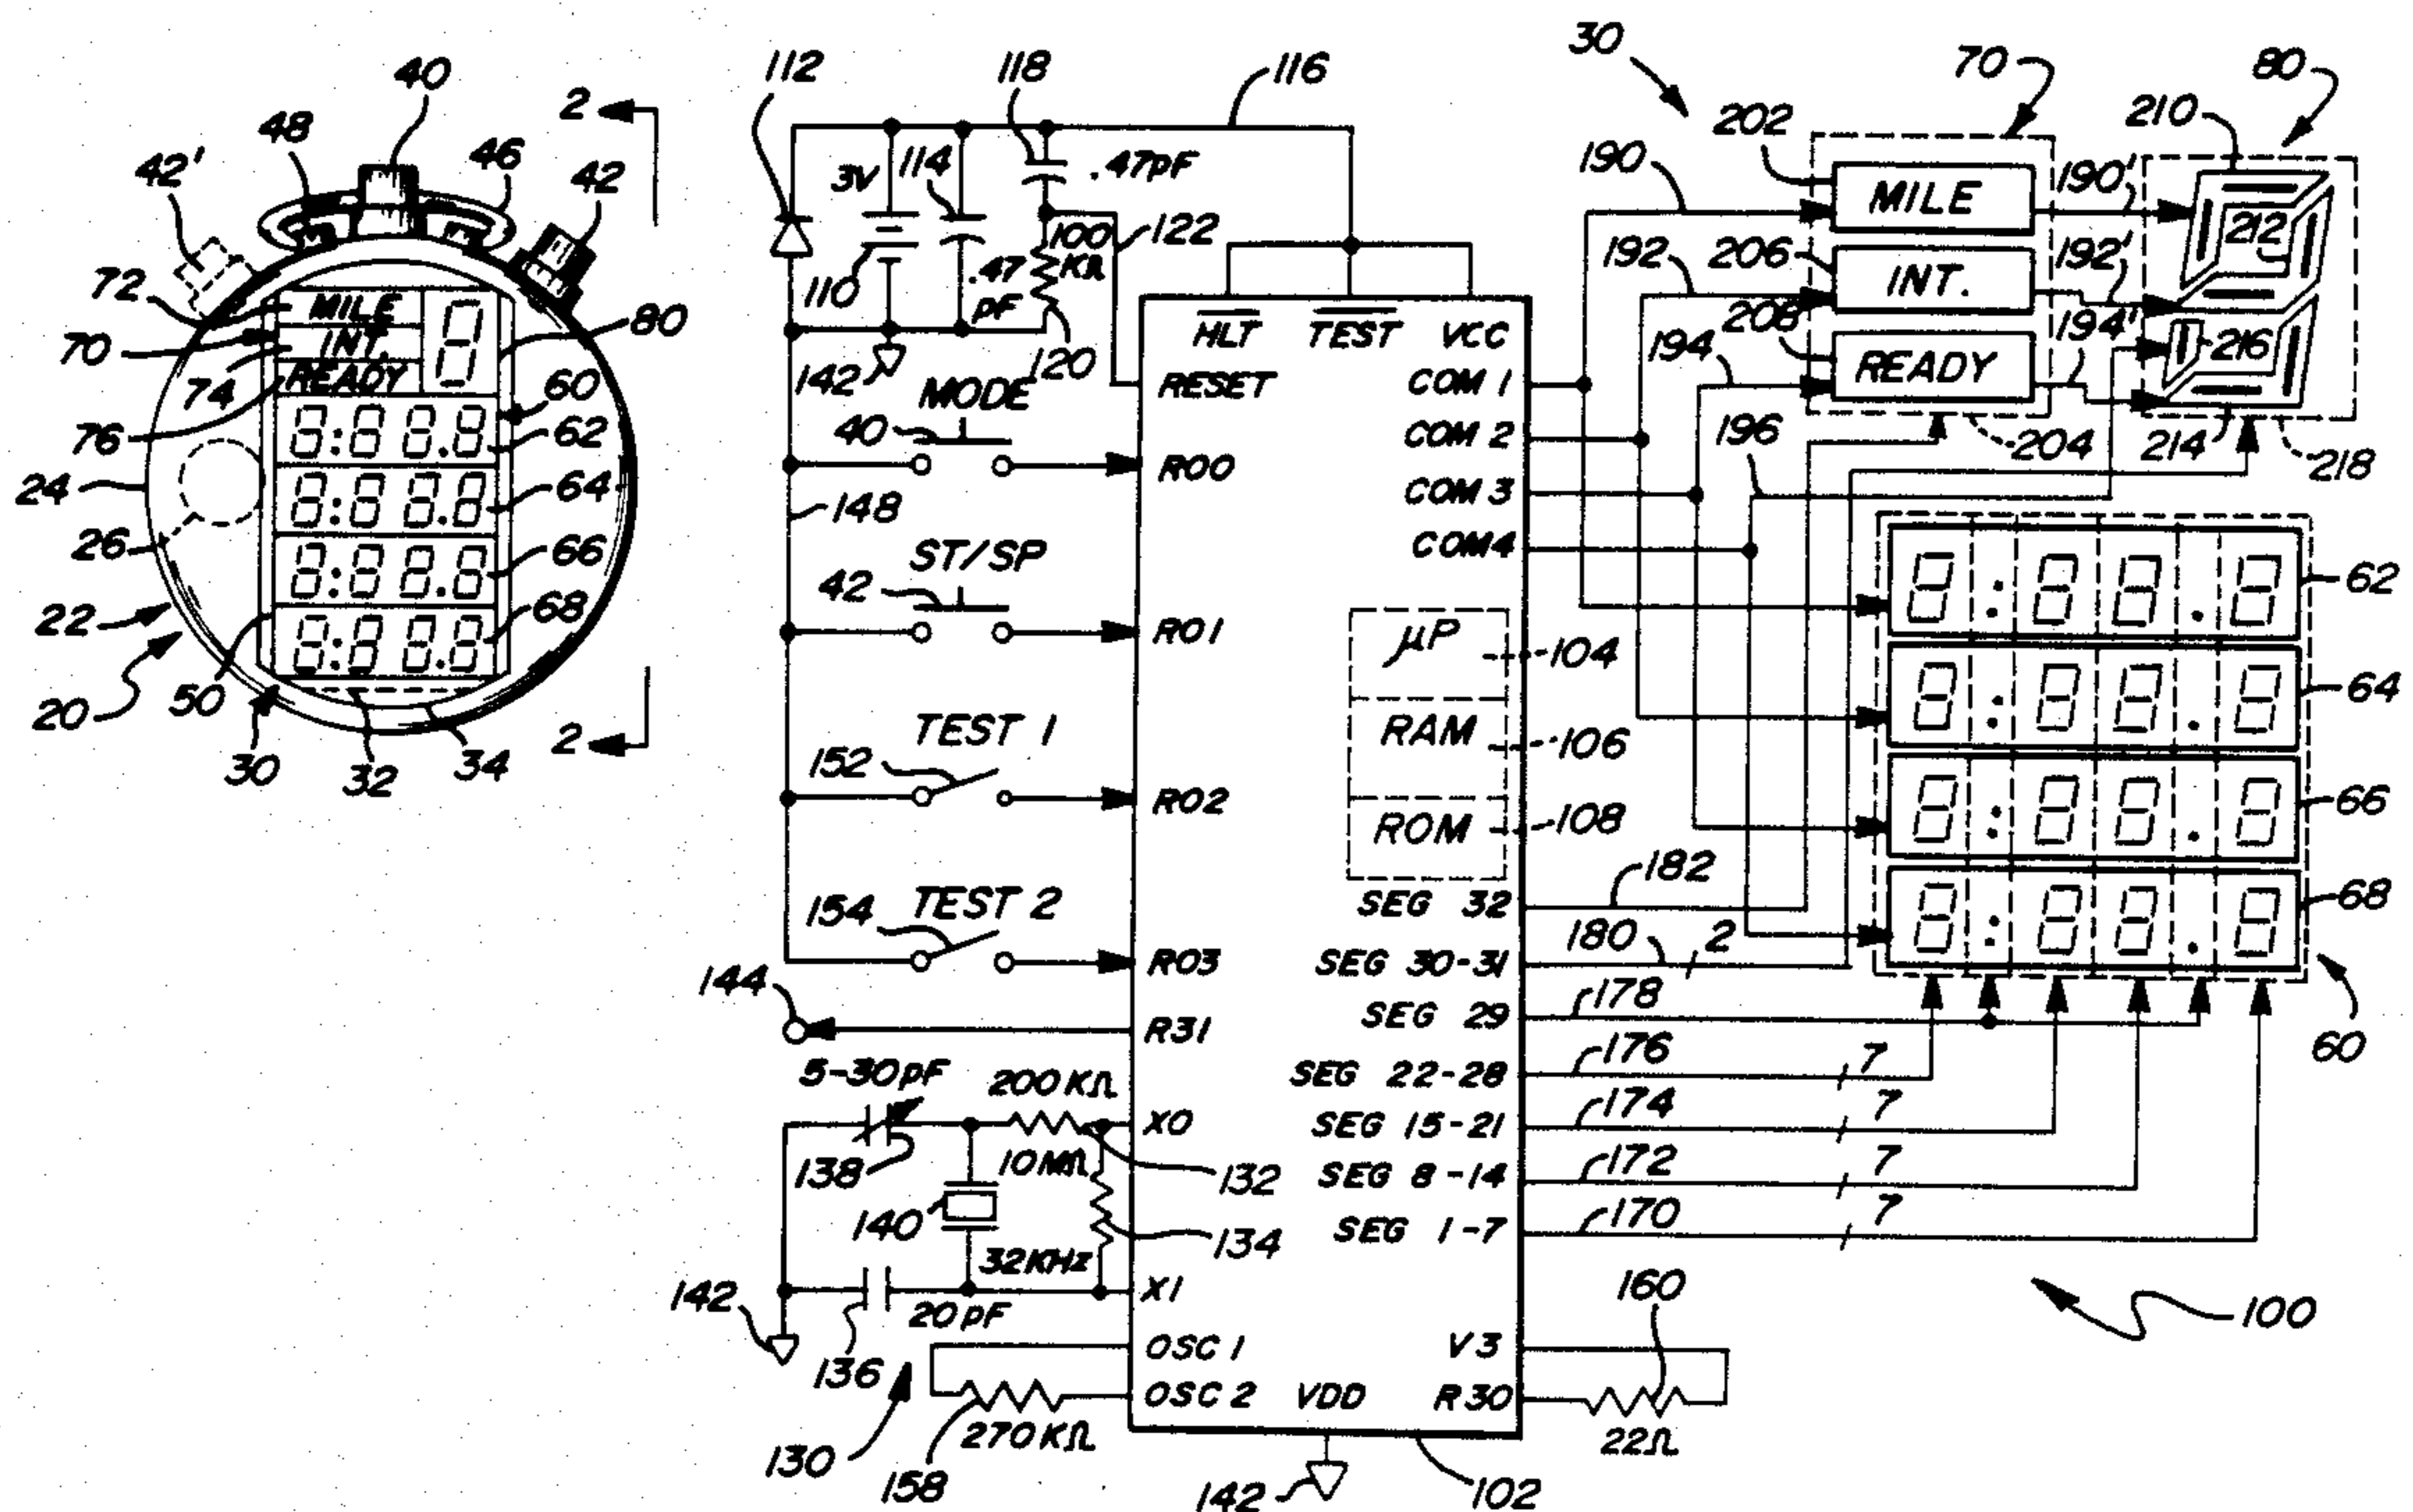 40
2
48
46
42'
42
72
MILE
80
70
INT.
74
READY
60
76
62
24
64
26
66
22
68
20
50
30
32
34
2
112
118
116
3V
114
.47pF
110
.47
pF
100
KΩ
122
120
142
MODE
40
148
ST/SP
42
TEST 1
152
TEST 2
154
144
5-30pF
200KΩ
138
10MΩ
132
140
134
32KHz
142
20pF
136
130
158
270KΩ
HLT
TEST
VCC
RESET
COM 1
COM 2
R00
COM 3
COM4
R01
μP
104
RAM
106
R02
ROM
108
SEG 32
182
R03
SEG 30-31
180
2
R31
SEG 29
178
SEG 22-28
176
7
X0
SEG 15-21
174
7
SEG 8-14
172
7
SEG 1-7
170
7
X1
160
OSC 1
V3
OSC 2
VDD
R30
22Ω
142
102
30
70
80
202
210
190
MILE
190'
212
192
206
INT.
192'
208
194
READY
194'
216
196
204
214
218
62
64
66
68
60
100